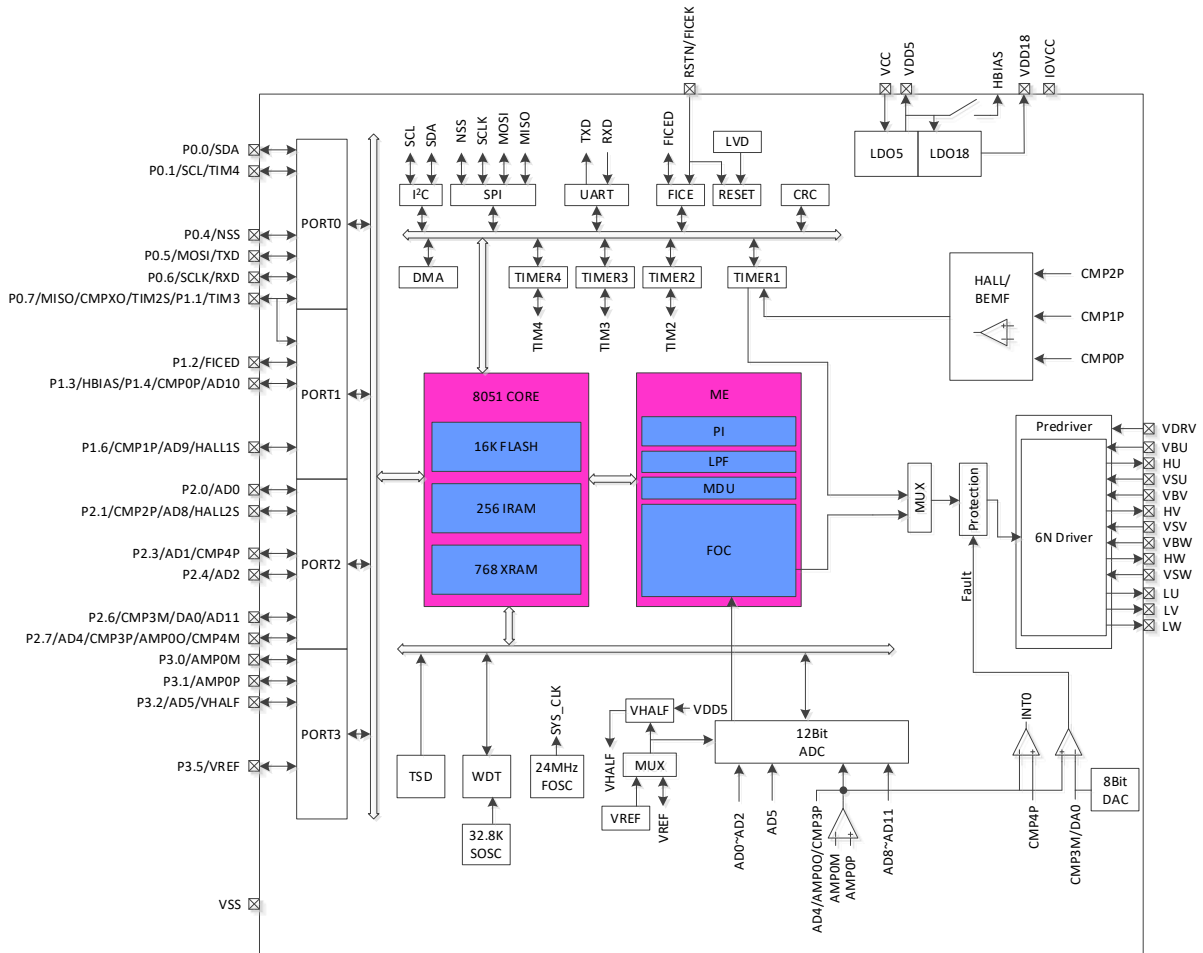 RSTN/FICEK
VCC
VDD5
HBIAS
VDD18
IOVCC
P0.0/SDA
P0.1/SCL/TIM4
P0.4/NSS
P0.5/MOSI/TXD
P0.6/SCLK/RXD
P0.7/MISO/CMPXO/TIM2S/P1.1/TIM3
P1.2/FICED
P1.3/HBIAS/P1.4/CMP0P/AD10
P1.6/CMP1P/AD9/HALL1S
P2.0/AD0
P2.1/CMP2P/AD8/HALL2S
P2.3/AD1/CMP4P
P2.4/AD2
P2.6/CMP3M/DA0/AD11
P2.7/AD4/CMP3P/AMP0O/CMP4M
P3.0/AMP0M
P3.1/AMP0P
P3.2/AD5/VHALF
P3.5/VREF
VSS
PORT0
PORT1
PORT2
PORT3
SCL
SDA
NSS
SCLK
MOSI
MISO
TXD
RXD
FICED
LVD
I2C
SPI
UART
FICE
RESET
CRC
LDO5
LDO18
DMA
TIMER4
TIMER3
TIMER2
TIMER1
TIM4
TIM3
TIM2
HALL/
BEMF
CMP2P
CMP1P
CMP0P
8051 CORE
16K FLASH
256 IRAM
768 XRAM
ME
PI
LPF
MDU
FOC
MUX
Protection
Fault
Predriver
6N Driver
VDRV
VBU
HU
VSU
VBV
HV
VSV
VBW
HW
VSW
LU
LV
LW
TSD
WDT
32.8K
SOSC
SYS_CLK
24MHz
FOSC
VHALF
VDD5
VHALF
MUX
VREF
VREF
12Bit
ADC
AD0~AD2
AD5
AD4/AMP0O/CMP3P
AMP0M
AMP0P
AD8~AD11
INT0
CMP4P
CMP3M/DA0
8Bit
DAC